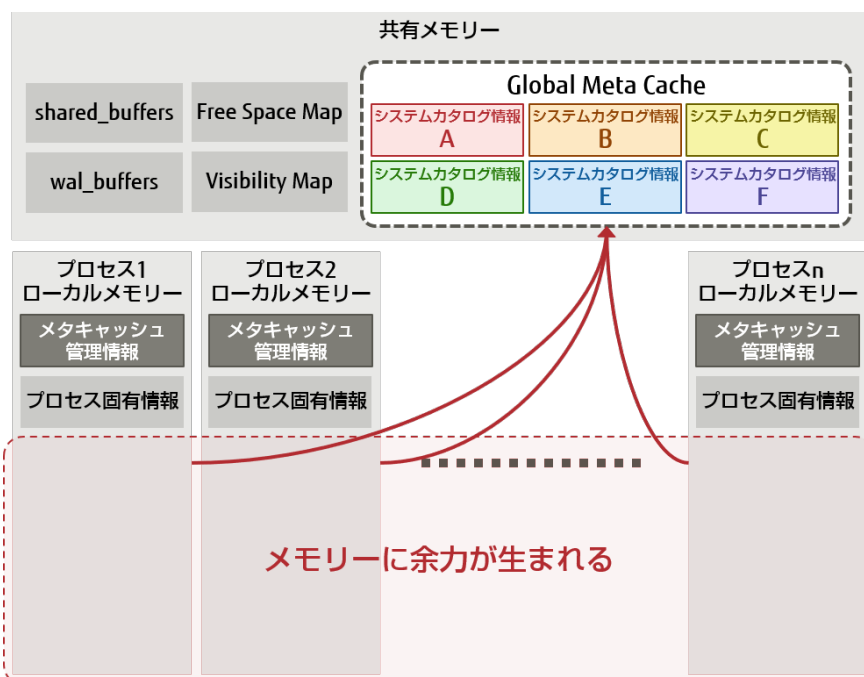 共有メモリー
shared_buffers
Free Space Map
wal_buffers
Visibility Map
Global Meta Cache
システムカタログ情報
A
システムカタログ情報
B
システムカタログ情報
C
システムカタログ情報
D
システムカタログ情報
E
システムカタログ情報
F
プロセス1
ローカルメモリー
メタキャッシュ
管理情報
プロセス固有情報
プロセス2
ローカルメモリー
メタキャッシュ
管理情報
プロセス固有情報
プロセスn
ローカルメモリー
メタキャッシュ
管理情報
プロセス固有情報
メモリーに余力が生まれる